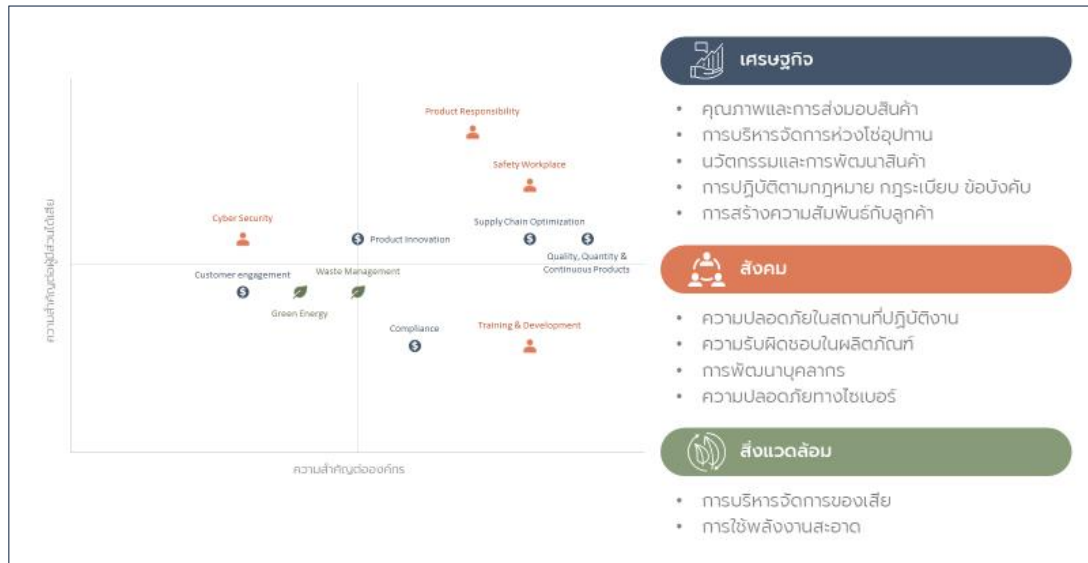 Product Responsibility
Safety Workplace
Cyber Security
Supply Chain Optimization
Product Innovation
Quality, Quantity &
Continuous Products
Customer engagement
Waste Management
Green Energy
Compliance
Training & Development
ความสำคัญต่อผู้มีส่วนได้เสีย
ความสำคัญต่อองค์กร
เศรษฐกิจ
• คุณภาพและการส่งมอบสินค้า
• การบริหารจัดการห่วงโซ่อุปทาน
• นวัตกรรมและการพัฒนาสินค้า
• การปฏิบัติตามกฎหมาย กฎระเบียบ ข้อบังคับ
• การสร้างความสัมพันธ์กับลูกค้า
สังคม
• ความปลอดภัยในสถานที่ปฏิบัติงาน
• ความรับผิดชอบในผลิตภัณฑ์
• การพัฒนาบุคลากร
• ความปลอดภัยทางไซเบอร์
สิ่งแวดล้อม
• การบริหารจัดการของเสีย
• การใช้พลังงานสะอาด